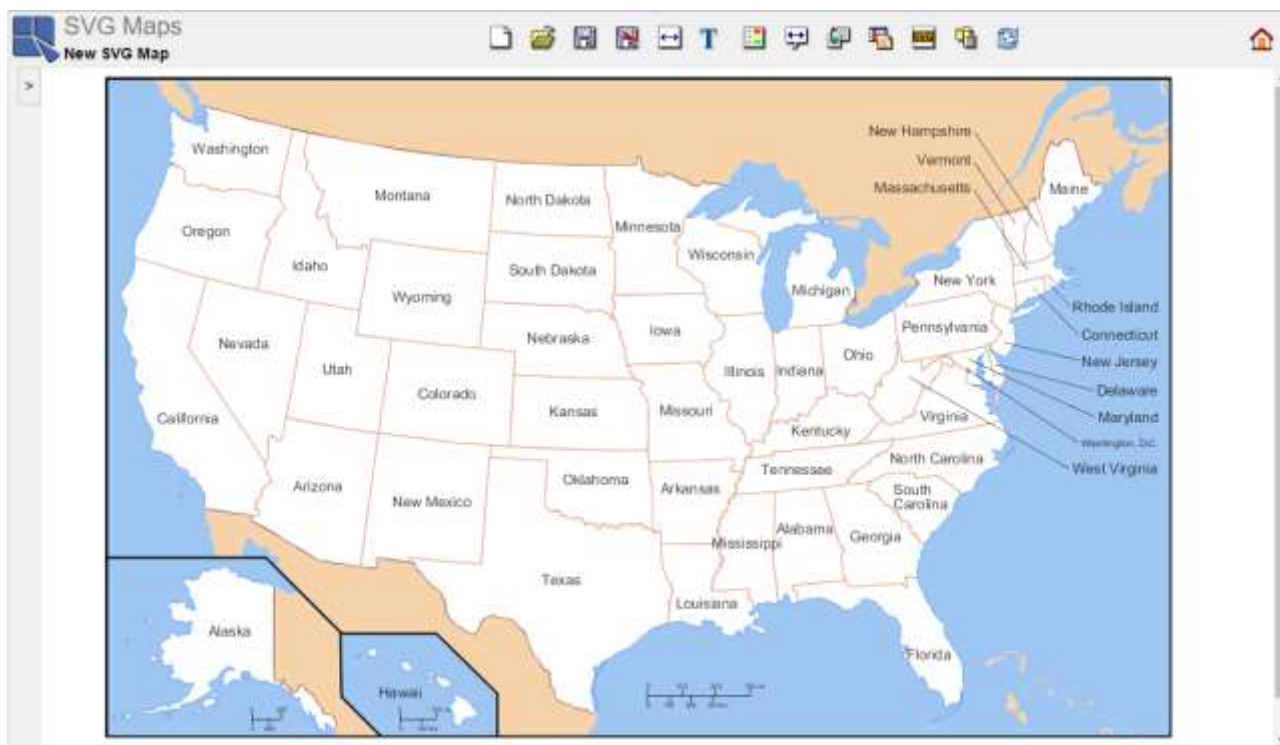 SVG Maps
New SVG Map
>
T
New Hampshire
Vermont
Massachusetts
Washington
Montana
North Dakota
Minnesota
Maine
Oregon
Idaho
Wisconsin
South Dakota
Wyoming
Michigan
New York
Rhode Island
Nebraska
Iowa
Pennsylvania
Connecticut
Nevada
Utah
Ohio
Illinois
Indiana
New Jersey
Colorado
Delaware
California
Kansas
Missouri
Virginia
Maryland
Kentucky
Washington, D.C.
North Carolina
West Virginia
Tennessee
Arizona
Oklahoma
Arkansas
New Mexico
South
Carolina
Alabama
Georgia
Mississippi
Texas
Louisiana
Alaska
Florida
Hawaii